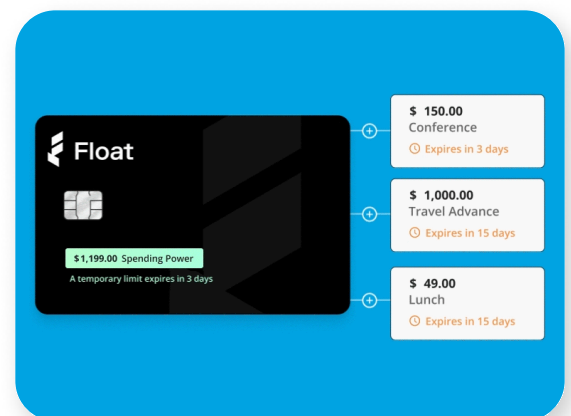 Float
$1,199.00 Spending Power
A temporary limit expires in 3 days
$ 150.00
Conference
Expires in 3 days
$ 1,000.00
Travel Advance
Expires in 15 days
$ 49.00
Lunch
Expires in 15 days